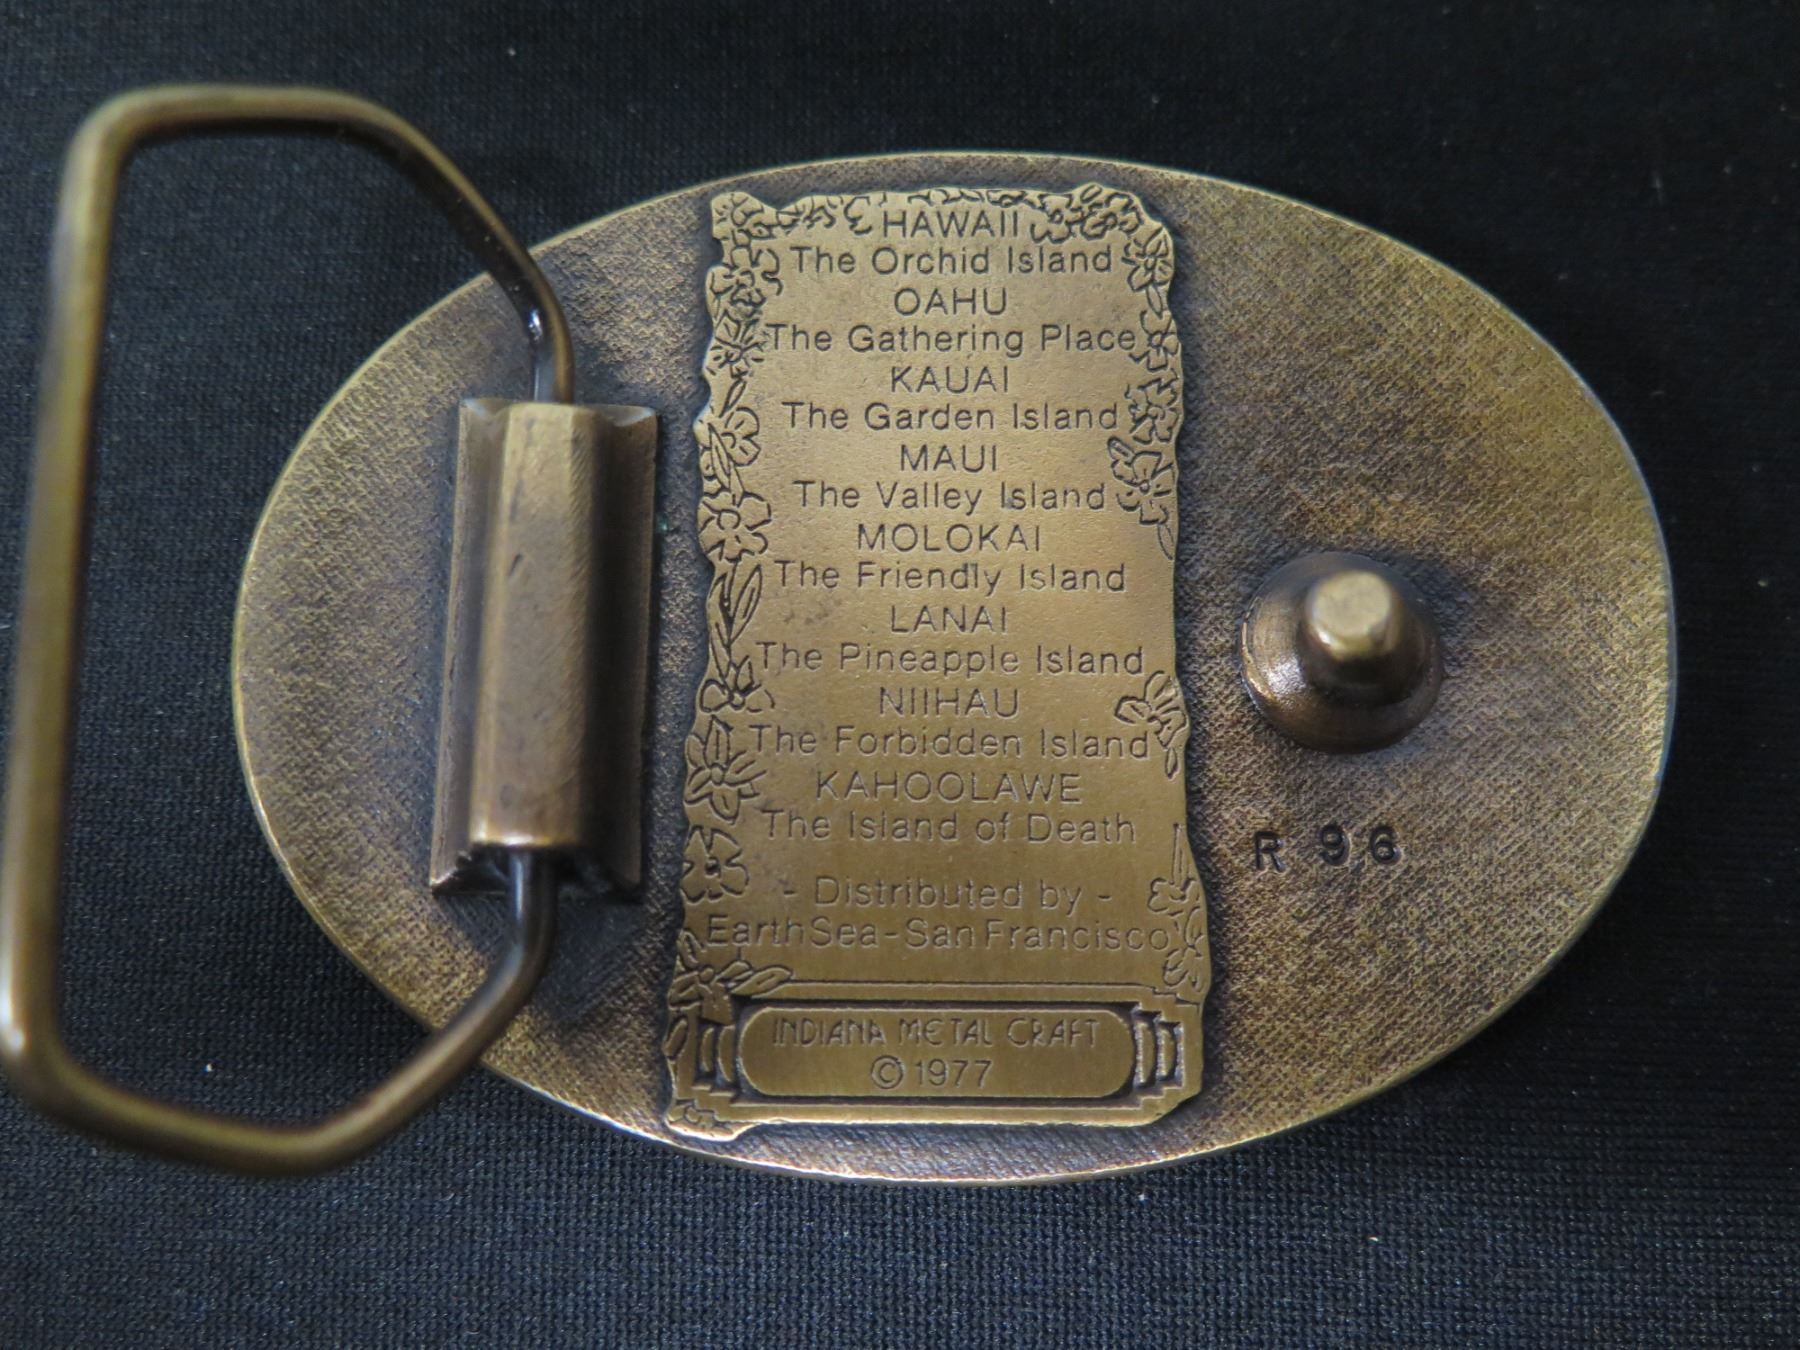 HAWAII
The Orchid Island
OAHU
The Gathering Place
KAUAI
The Garden Island
MAUI
The Valley Island
MOLOKAI
The Friendly Island
LANAI
The Pineapple Island
NIIHAU
The Forbidden Island
KAHOOLAWE
The Island of Death
- Distributed by -
EarthSea-San Francisco
INDIANA METAL CRAFT
© 1977
R 96